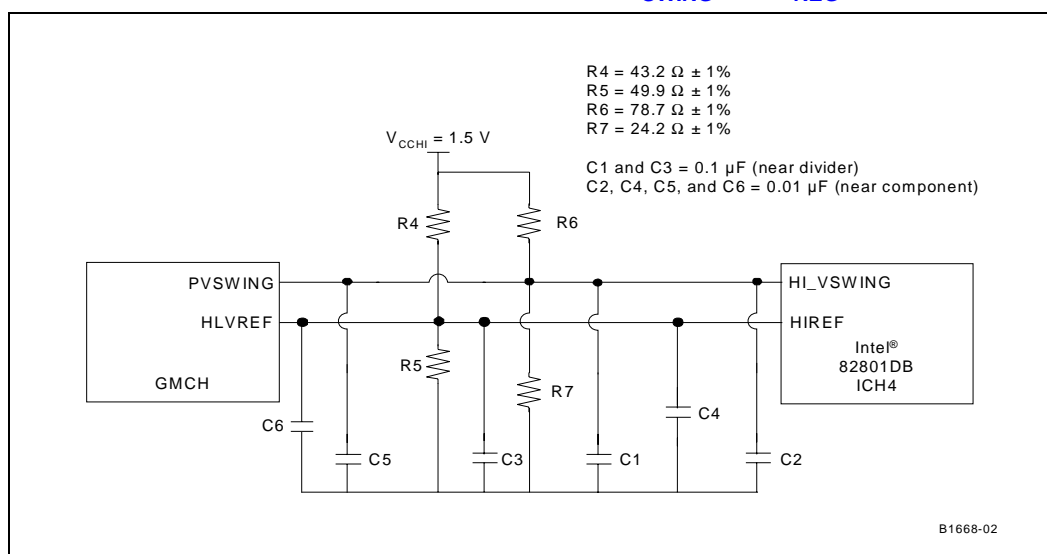 R4 = 43.2 Ω ± 1%
R5 = 49.9 Ω ± 1%
R6 = 78.7 Ω ± 1%
R7 = 24.2 Ω ± 1%
V_CCHI = 1.5 V
C1 and C3 = 0.1 µF (near divider)
C2, C4, C5, and C6 = 0.01 µF (near component)
R4
R6
PVSWING
HI_VSWING
HLVREF
HIREF
Intel®
82801DB
ICH4
GMCH
R5
R7
C6
C4
C5
C3
C1
C2
B1668-02